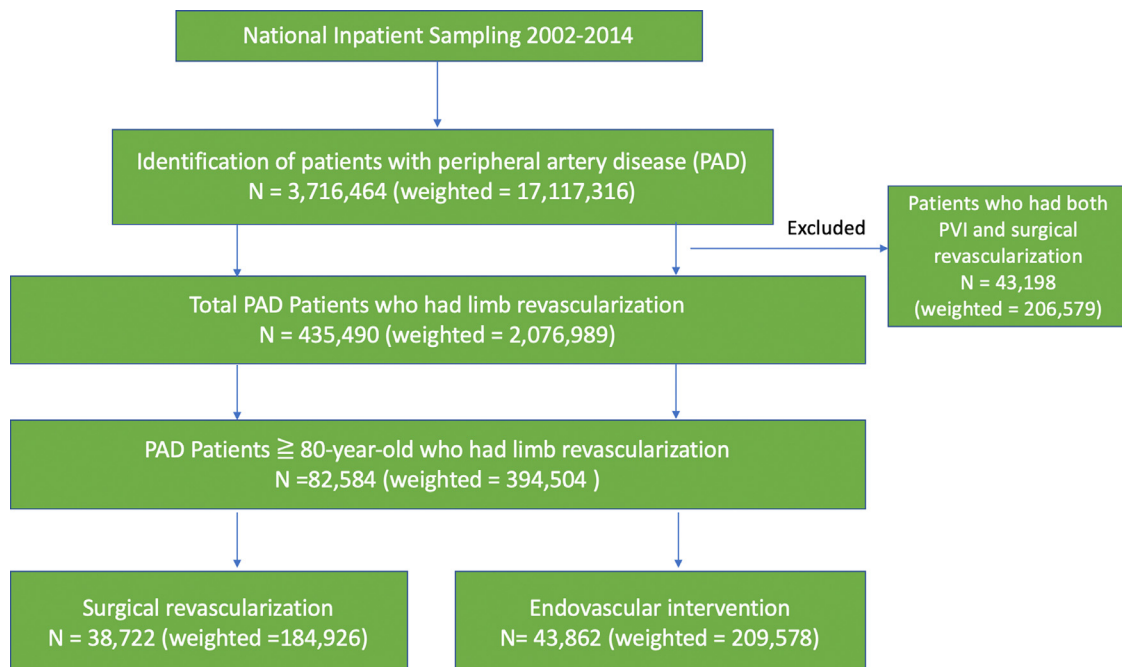 National Inpatient Sampling 2002-2014
Identification of patients with peripheral artery disease (PAD)
N = 3,716,464 (weighted = 17,117,316)
Excluded
Patients who had both
PVI and surgical
revascularization
N = 43,198
(weighted = 206,579)
Total PAD Patients who had limb revascularization
N = 435,490 (weighted = 2,076,989)
PAD Patients ≧ 80-year-old who had limb revascularization
N =82,584 (weighted = 394,504 )
Surgical revascularization
N = 38,722 (weighted =184,926)
Endovascular intervention
N= 43,862 (weighted = 209,578)